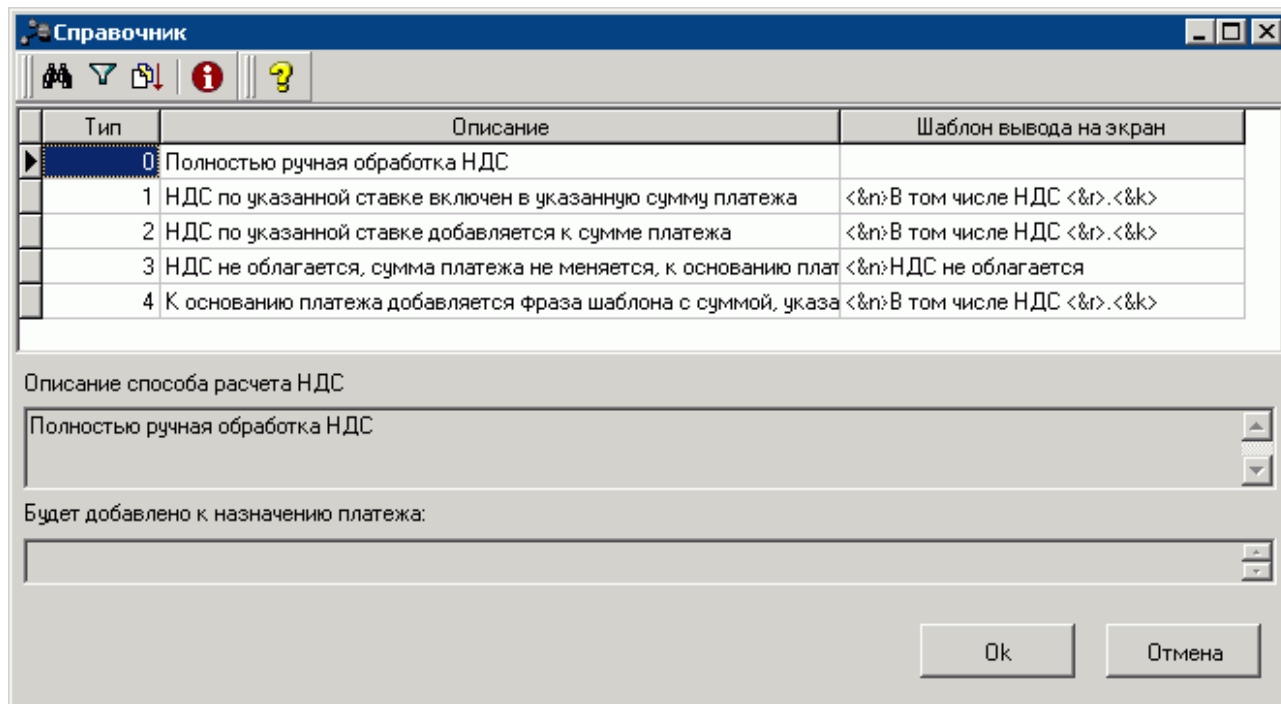 Справочник
Тип Описание Шаблон вывода на экран
0 Полностью ручная обработка НДС
1 НДС по указанной ставке включен в указанную сумму платежа <&n>В том числе НДС <&r>.<&k>
2 НДС по указанной ставке добавляется к сумме платежа <&n>В том числе НДС <&r>.<&k>
3 НДС не облагается, сумма платежа не меняется, к основанию плат <&n>НДС не облагается
4 К основанию платежа добавляется фраза шаблона с суммой, указа <&n>В том числе НДС <&r>.<&k>
Описание способа расчета НДС
Полностью ручная обработка НДС
Будет добавлено к назначению платежа:
Ok Отмена